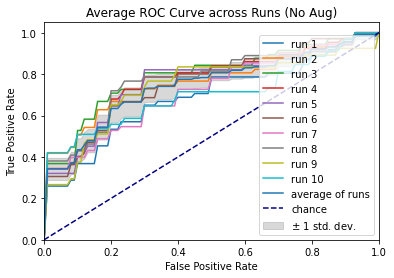 Average ROC Curve across Runs (No Aug)
1.0
0.8
0.6
0.4
0.2
0.0
True Positive Rate
run 1
run 2
run 3
run 4
run 5
run 6
run 7
run 8
run 9
run 10
average of runs
chance
± 1 std. dev.
0.0 0.2 0.4 0.6 0.8 1.0
False Positive Rate